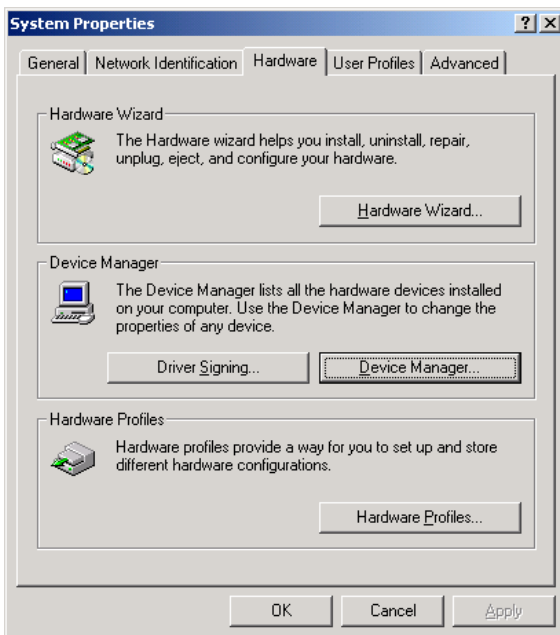 System Properties
General
Network Identification
Hardware
User Profiles
Advanced
Hardware Wizard
The Hardware wizard helps you install, uninstall, repair,
unplug, eject, and configure your hardware.
Hardware Wizard...
Device Manager
The Device Manager lists all the hardware devices installed
on your computer. Use the Device Manager to change the
properties of any device.
Driver Signing...
Device Manager...
Hardware Profiles
Hardware profiles provide a way for you to set up and store
different hardware configurations.
Hardware Profiles...
OK
Cancel
Apply